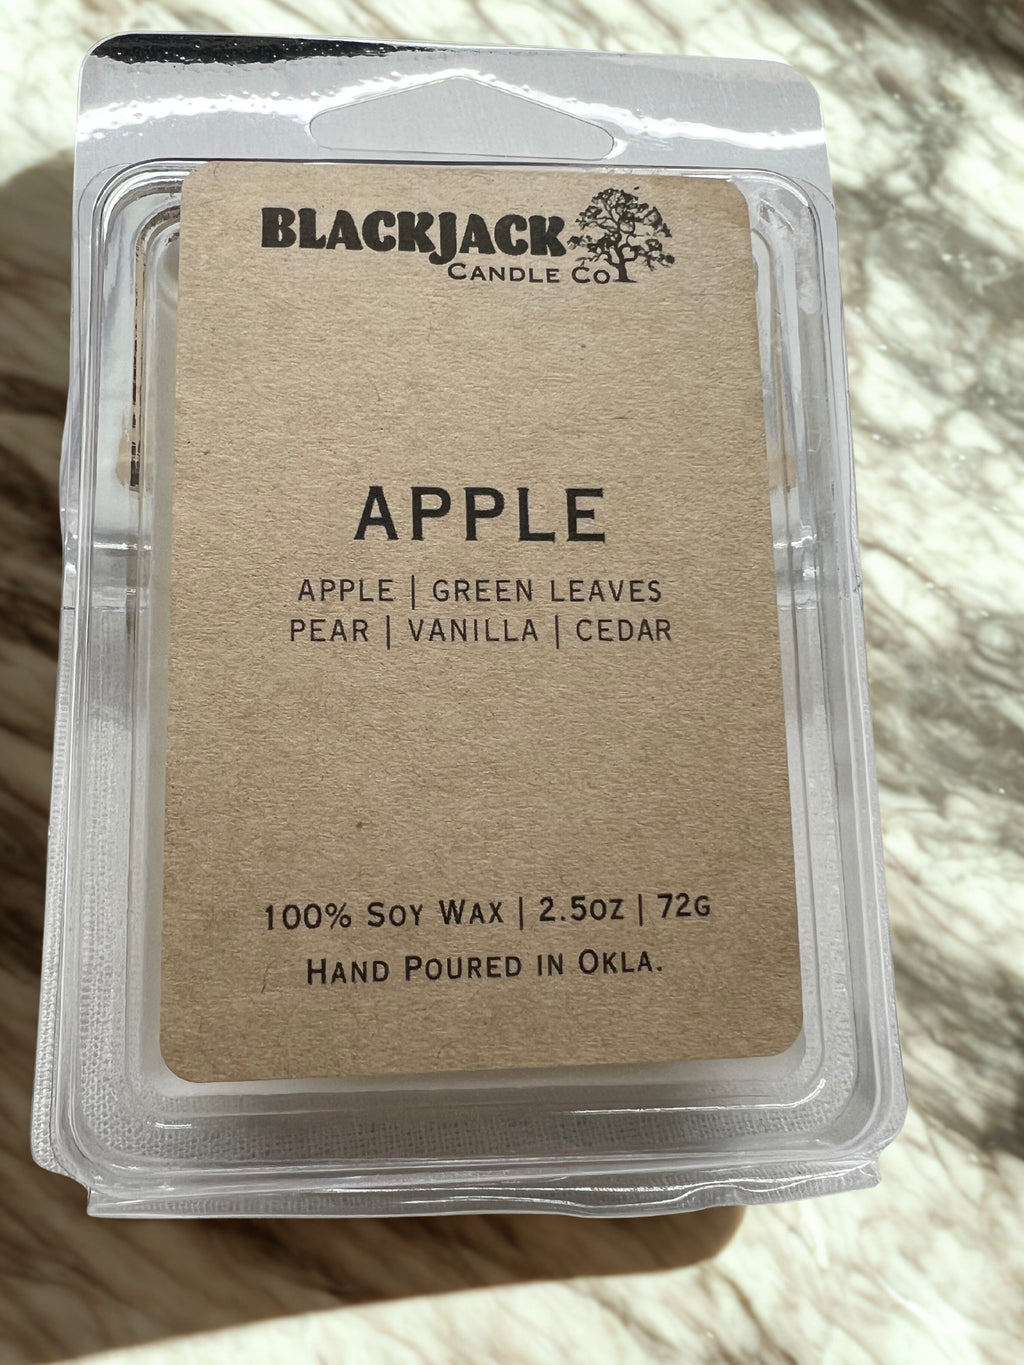 BLACKJACK
CANDLE CO
APPLE
APPLE | GREEN LEAVES
PEAR | VANILLA | CEDAR
100% SOY WAX | 2.5OZ | 72G
HAND POURED IN OKLA.